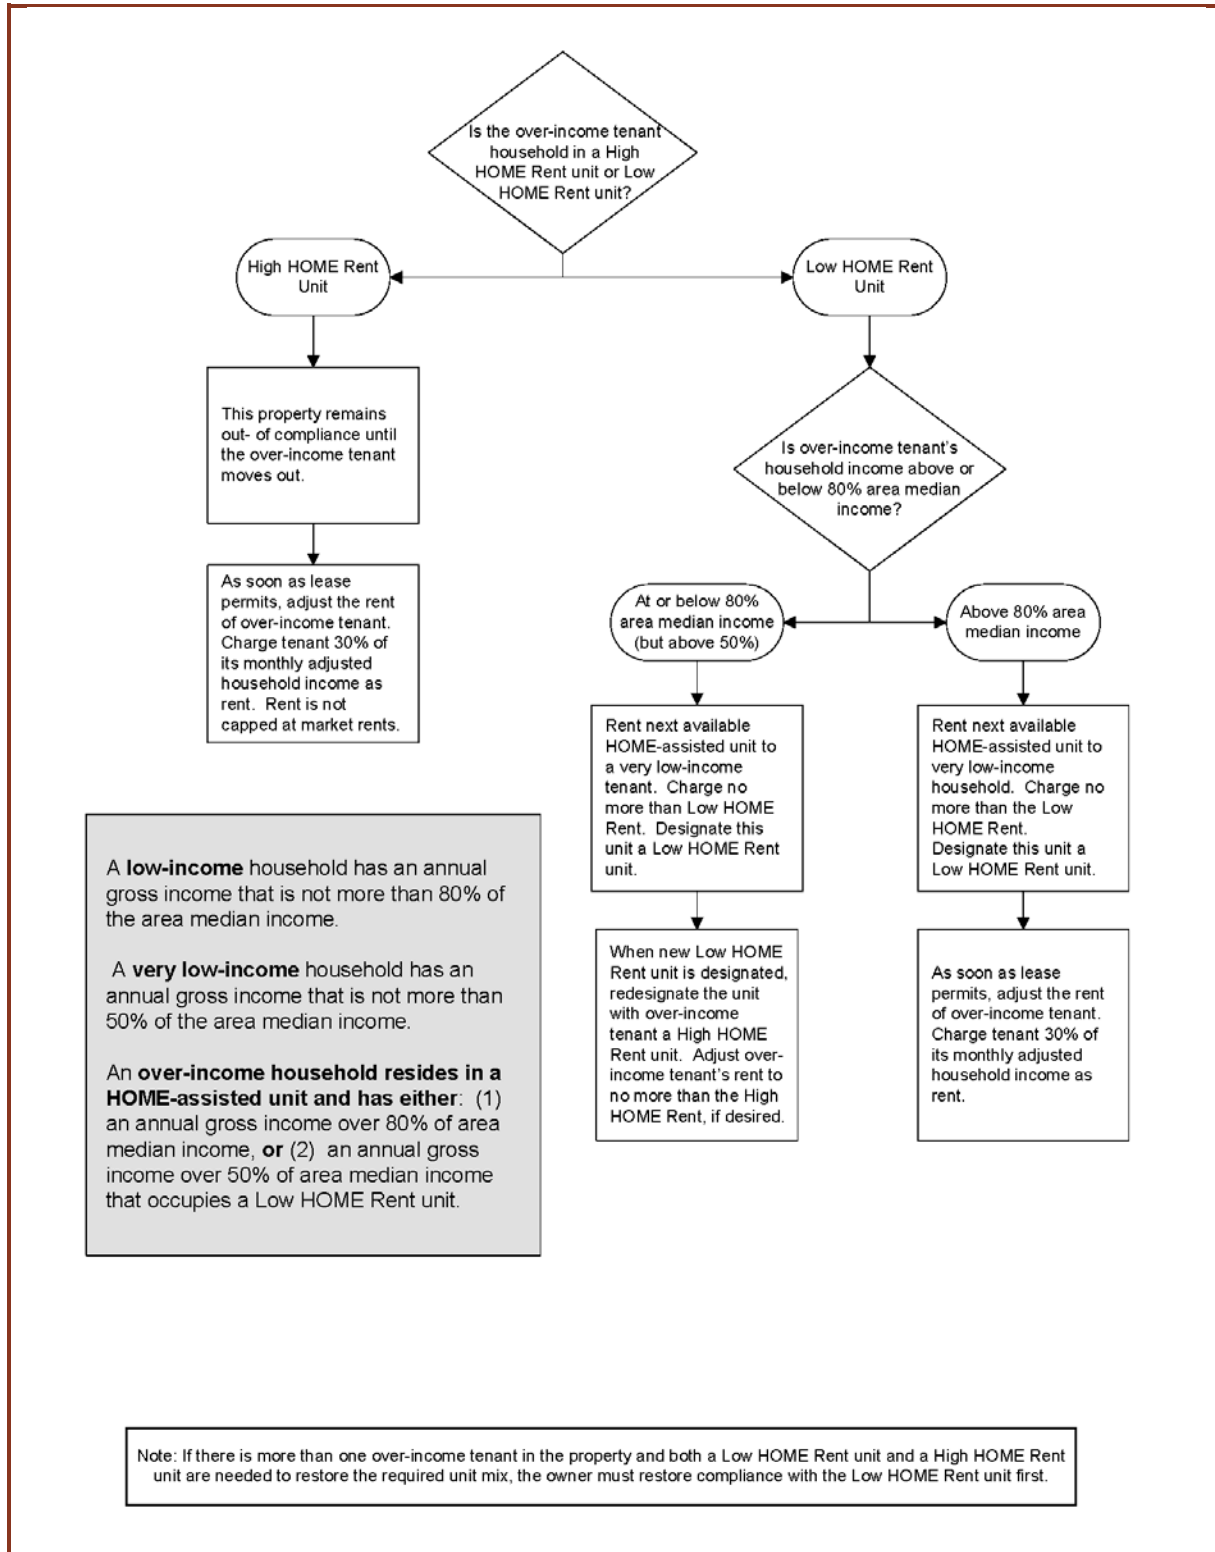 Is the over-income tenant
household in a High
HOME Rent unit or Low
HOME Rent unit?
High HOME Rent
Unit
Low HOME Rent
Unit
This property remains
out- of compliance until
the over-income tenant
moves out.
Is over-income tenant's
household income above or
below 80% area median
income?
As soon as lease
permits, adjust the rent
of over-income tenant.
Charge tenant 30% of
its monthly adjusted
household income as
rent.  Rent is not
capped at market rents.
At or below 80%
area median income
(but above 50%)
Above 80% area
median income
Rent next available
HOME-assisted unit to
a very low-income
tenant.  Charge no
more than Low HOME
Rent.  Designate this
unit a Low HOME Rent
unit.
Rent next available
HOME-assisted unit to
very low-income
household.  Charge no
more than the Low
HOME Rent.
Designate this unit a
Low HOME Rent unit.
When new Low HOME
Rent unit is designated,
redesignate the unit
with over-income
tenant a High HOME
Rent unit.  Adjust over-
income tenant's rent to
no more than the High
HOME Rent, if desired.
As soon as lease
permits, adjust the rent
of over-income tenant.
Charge tenant 30% of
its monthly adjusted
household income as
rent.
A low-income household has an annual
gross income that is not more than 80% of
the area median income.
A very low-income household has an
annual gross income that is not more than
50% of the area median income.
An over-income household resides in a
HOME-assisted unit and has either:  (1)
an annual gross income over 80% of area
median income, or (2)  an annual gross
income over 50% of area median income
that occupies a Low HOME Rent unit.
Note: If there is more than one over-income tenant in the property and both a Low HOME Rent unit and a High HOME Rent
unit are needed to restore the required unit mix, the owner must restore compliance with the Low HOME Rent unit first.